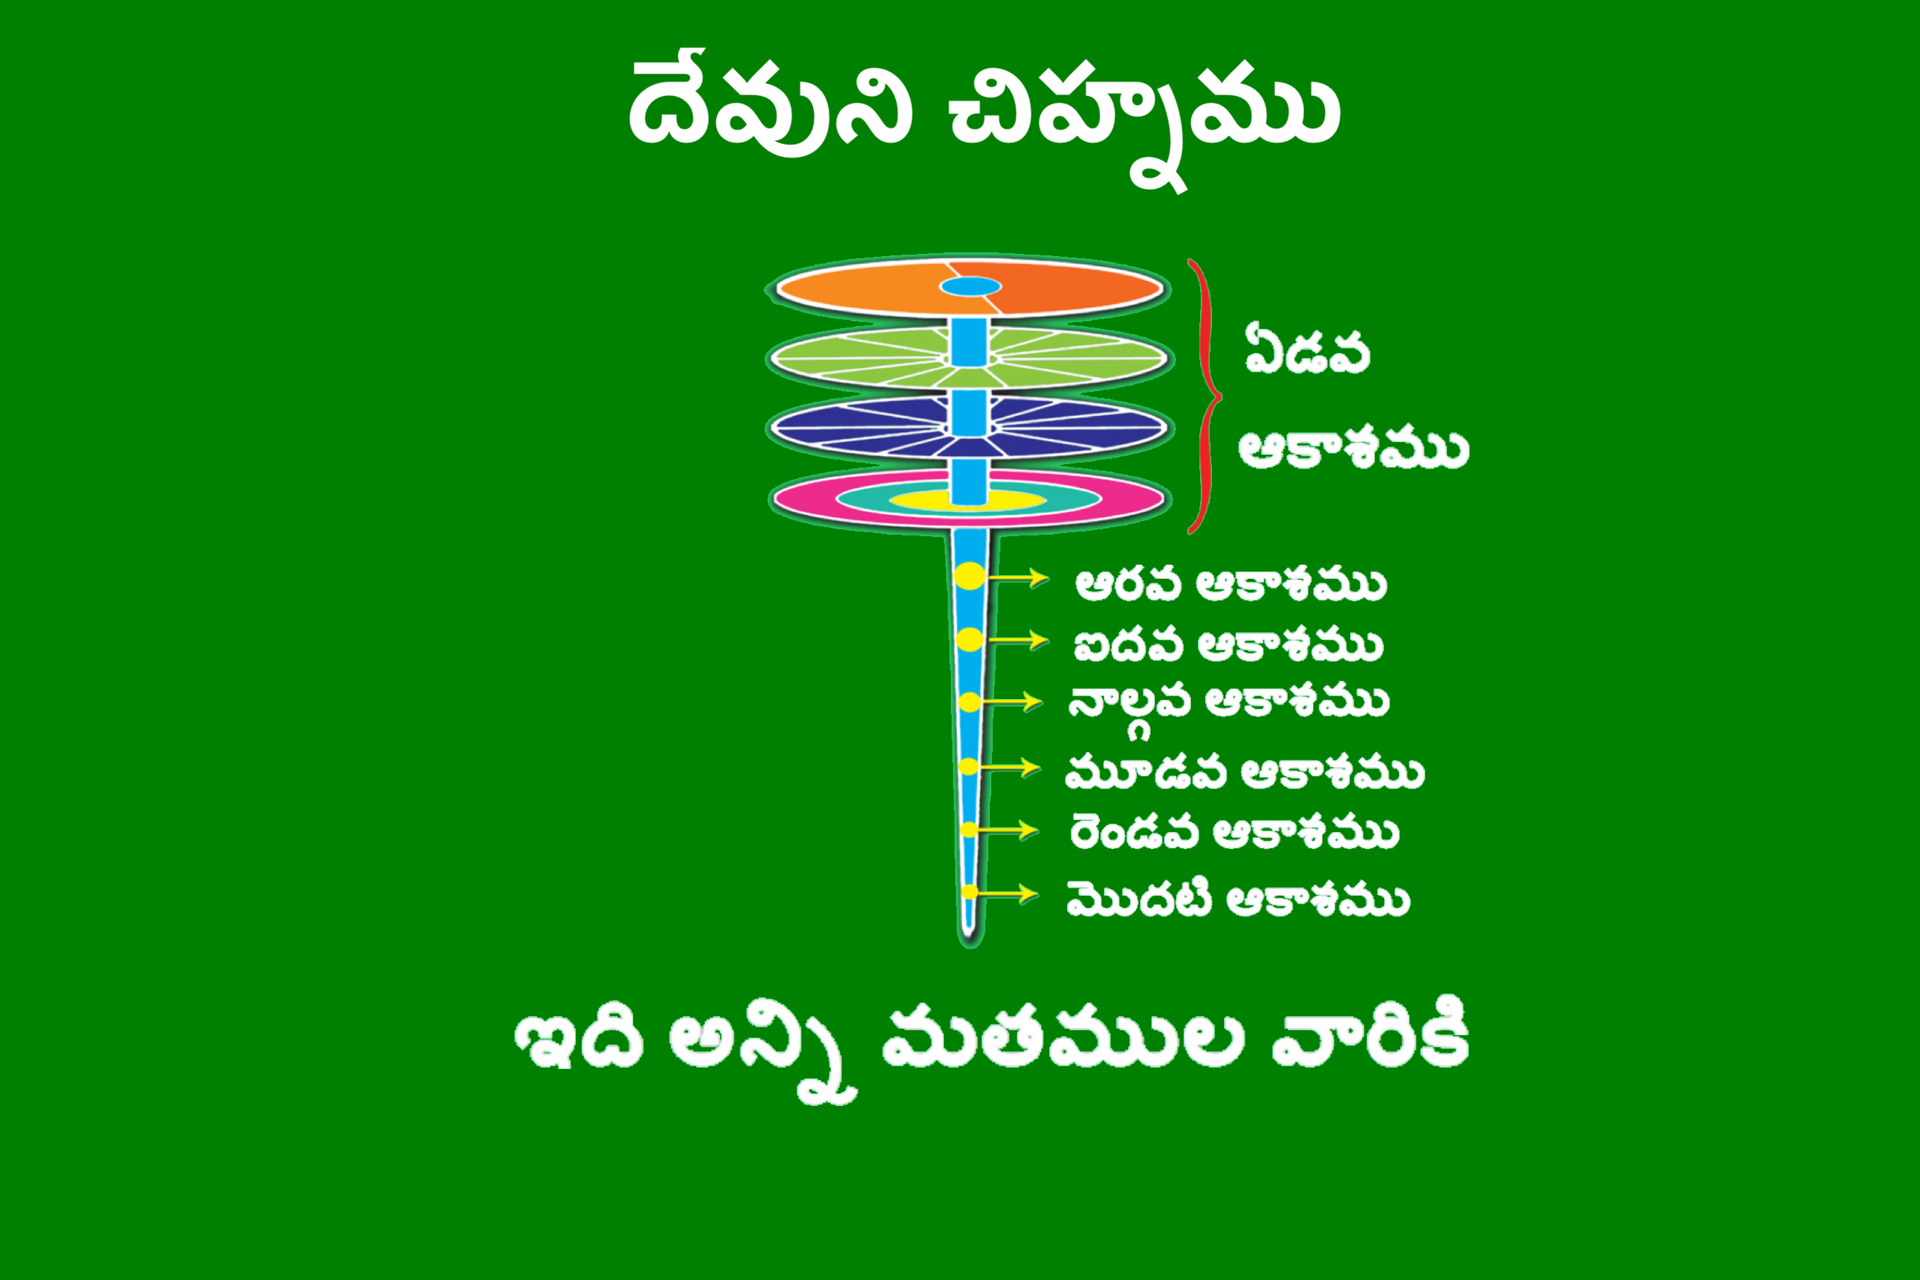 దేవుని చిహ్నము
ఏడవ
ఆకాశము
ఆరవ ఆకాశము
ఐదవ ఆకాశము
నాల్గవ ఆకాశము
మూడవ ఆకాశము
రెండవ ఆకాశము
మొదటి ఆకాశము
ఇది అన్ని మతముల వారికి